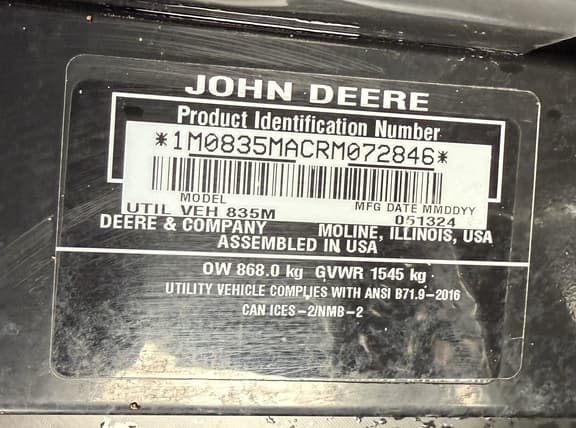 JOHN DEERE
Product Identification Number
*1M0835MACRM072846*
MODEL MFG DATE MMDDYY
UTIL VEH 835M 051324
DEERE & COMPANY MOLINE, ILLINOIS, USA
ASSEMBLED IN USA
OW 868.0 kg GVWR 1545 kg
UTILITY VEHICLE COMPLIES WITH ANSI B71.9-2016
CAN ICES-2/NMB-2